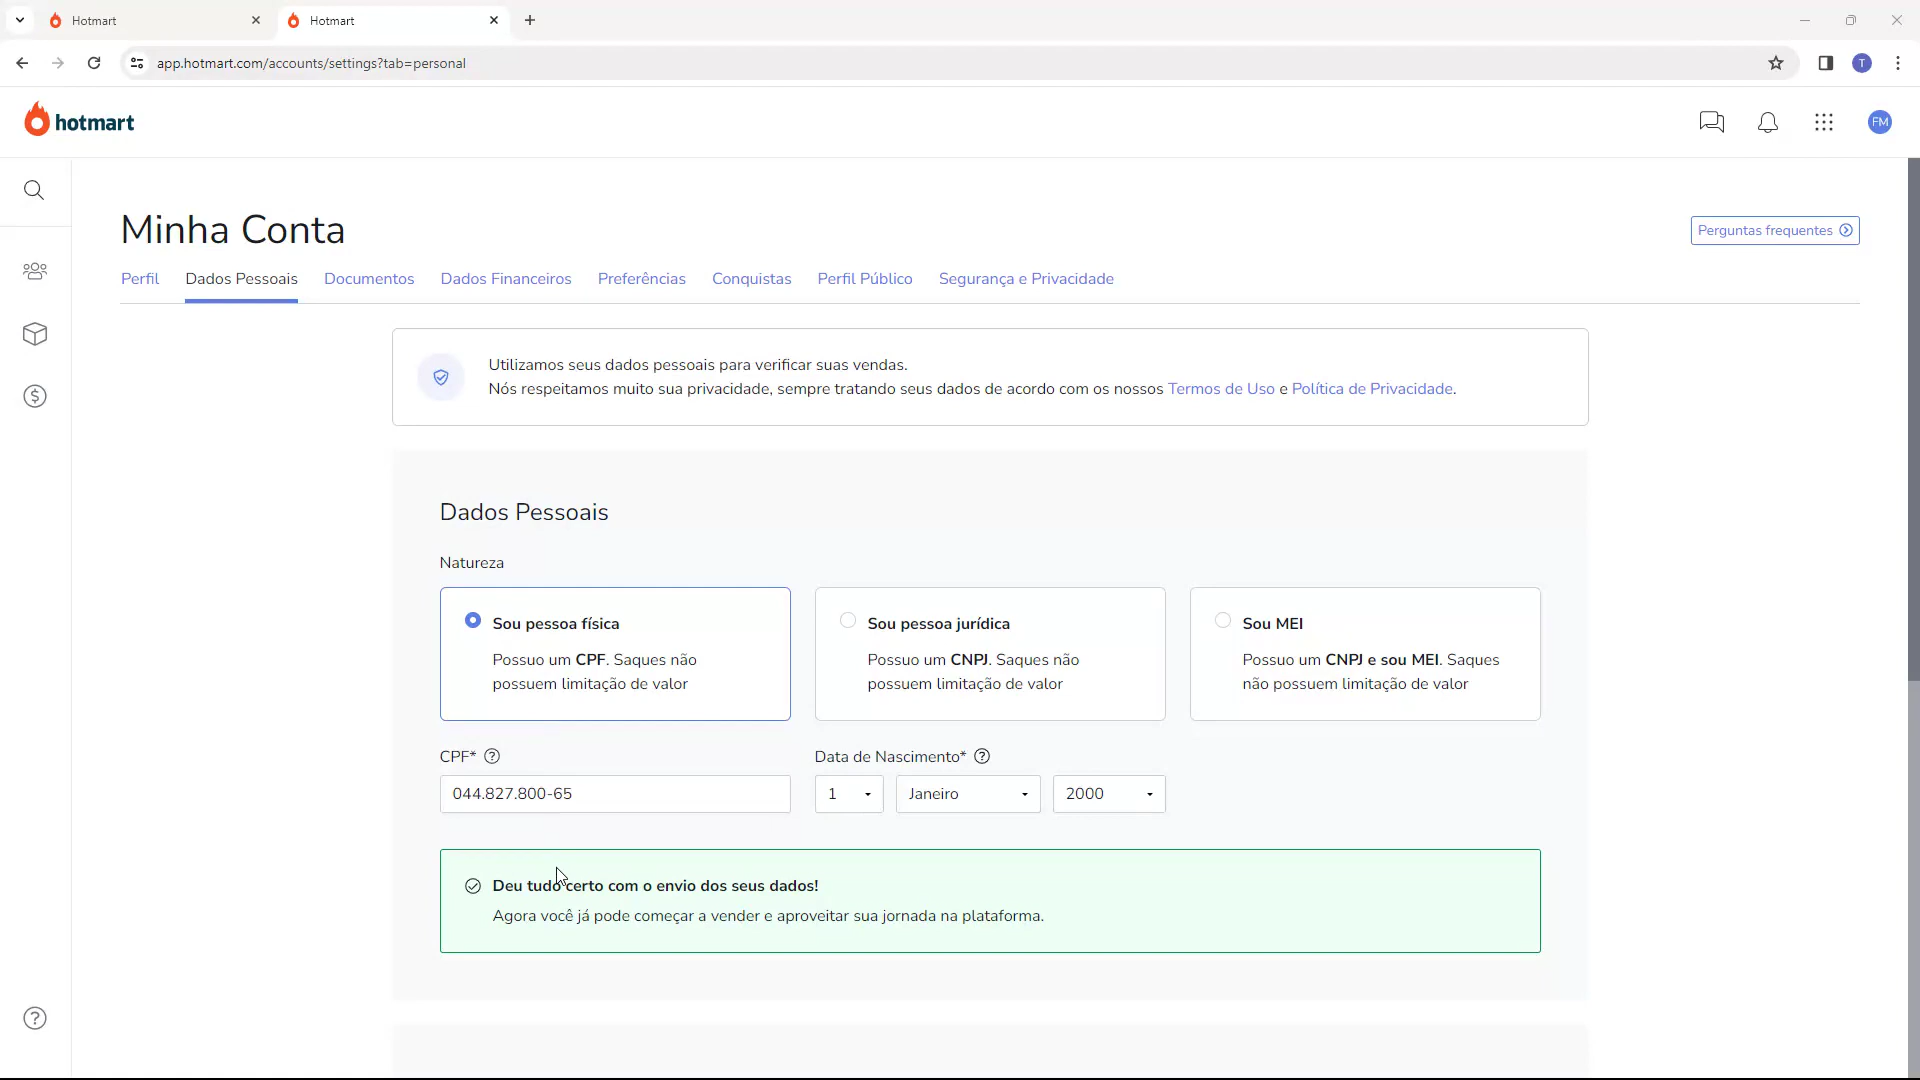 Hotmart
Hotmart
app.hotmart.com/accounts/settings?tab=personal
T
hotmart
FM
Minha Conta
Perguntas frequentes
Perfil
Dados Pessoais
Documentos
Dados Financeiros
Preferências
Conquistas
Perfil Público
Segurança e Privacidade
Utilizamos seus dados pessoais para verificar suas vendas.
Nós respeitamos muito sua privacidade, sempre tratando seus dados de acordo com os nossos Termos de Uso e Política de Privacidade.
Dados Pessoais
Natureza
Sou pessoa física
Possuo um CPF. Saques não
possuem limitação de valor
Sou pessoa jurídica
Possuo um CNPJ. Saques não
possuem limitação de valor
Sou MEI
Possuo um CNPJ e sou MEI. Saques
não possuem limitação de valor
CPF*
044.827.800-65
Data de Nascimento*
1
Janeiro
2000
Deu tudo certo com o envio dos seus dados!
Agora você já pode começar a vender e aproveitar sua jornada na plataforma.